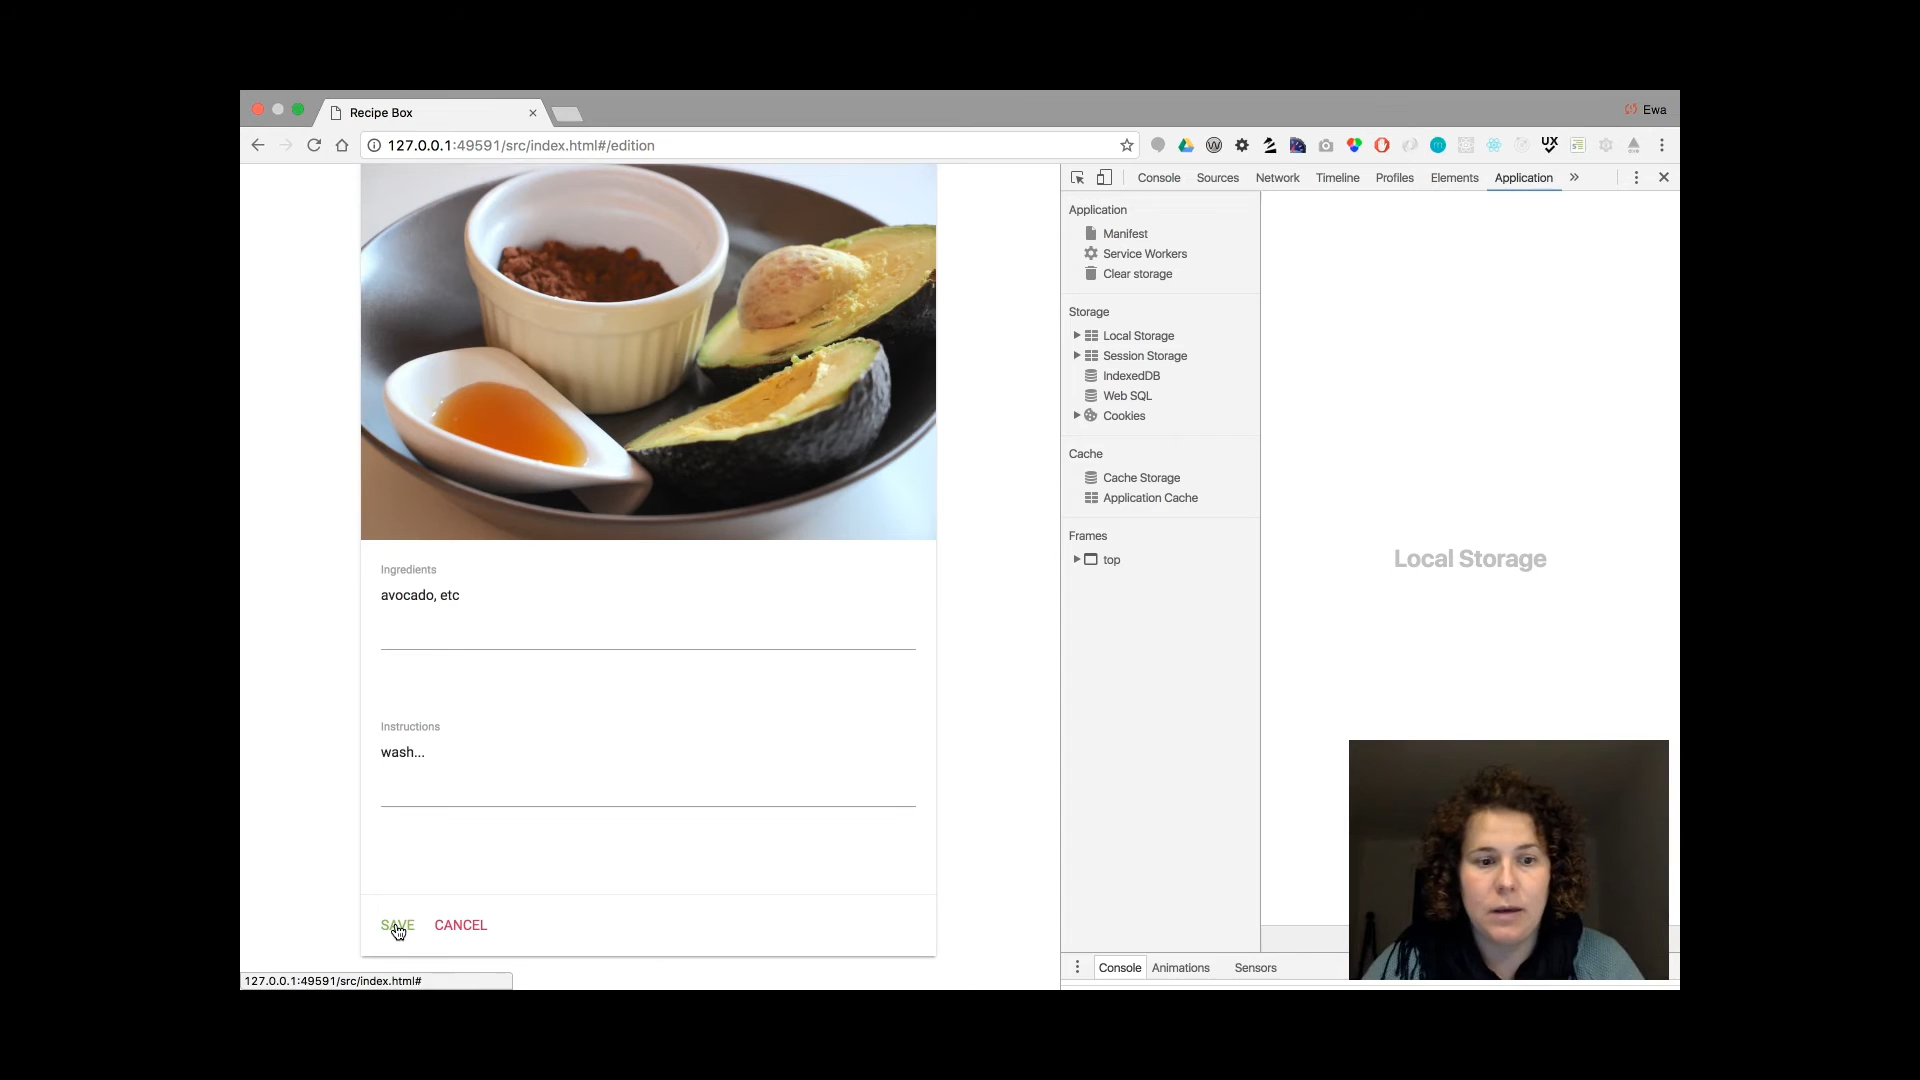 Recipe Box
Ewa
127.0.0.1:49591/src/index.html#/edition
UX
Console Sources Network Timeline Profiles Elements Application
Application
Manifest
Service Workers
Clear storage
Storage
Local Storage
Session Storage
IndexedDB
Web SQL
Cookies
Cache
Cache Storage
Application Cache
Frames
top
Local Storage
Ingredients
avocado, etc
Instructions
wash...
SAVE CANCEL
Console Animations Sensors
127.0.0.1:49591/src/index.html#